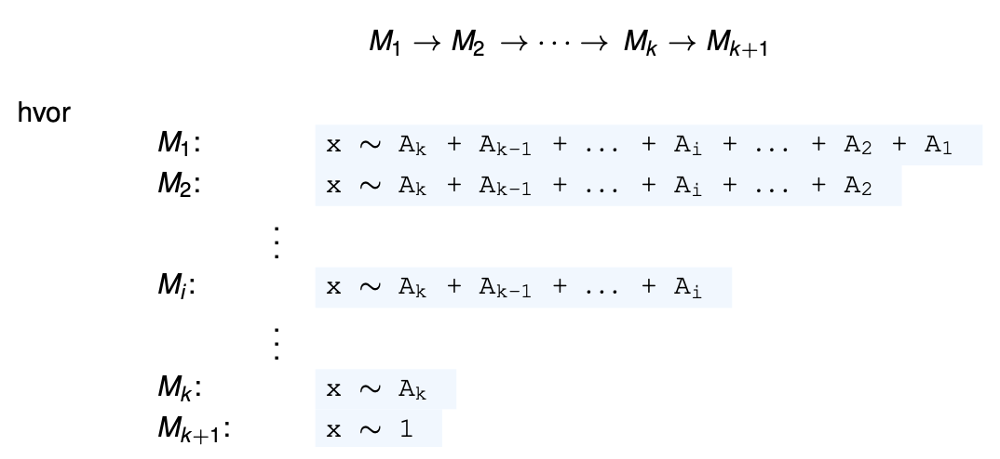 M₁ → M₂ → ⋯ → Mₖ → Mₖ₊₁
hvor
M₁: x ~ Aₖ + Aₖ₋₁ + ... + Aᵢ + ... + A₂ + A₁
M₂: x ~ Aₖ + Aₖ₋₁ + ... + Aᵢ + ... + A₂
⋮
Mᵢ: x ~ Aₖ + Aₖ₋₁ + ... + Aᵢ
⋮
Mₖ: x ~ Aₖ
Mₖ₊₁: x ~ 1